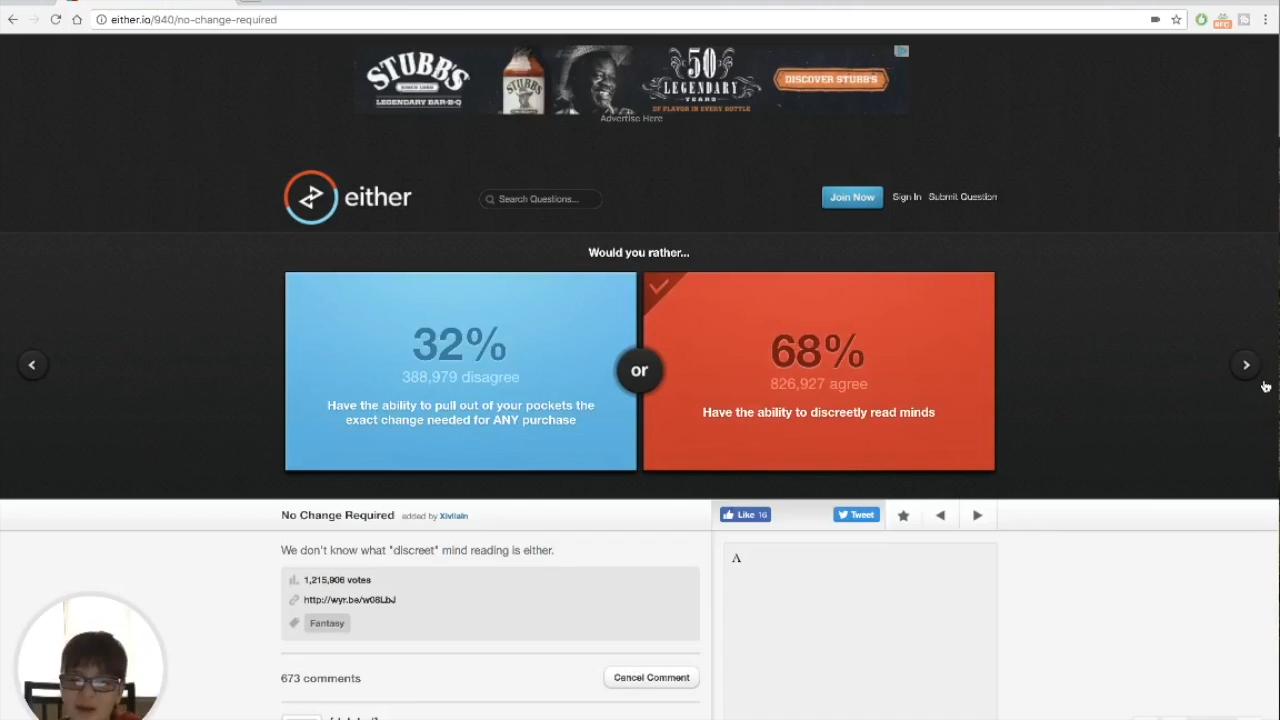 either.io/940/no-change-required
STUBB'S
LEGENDARY BAR-B-Q
STUBB'S
50
LEGENDARY
YEARS
OF FLAVOR IN EVERY BOTTLE
DISCOVER STUBB'S
Advertise Here
either
Search Questions...
Join Now
Sign In
Submit Question
Would you rather...
32%
388,979 disagree
Have the ability to pull out of your pockets the
exact change needed for ANY purchase
or
68%
826,927 agree
Have the ability to discreetly read minds
No Change Required added by Xivilain
Like 16
Tweet
We don't know what "discreet" mind reading is either.
A
1,215,906 votes
http://wyr.be/w08LbJ
Fantasy
673 comments
Cancel Comment